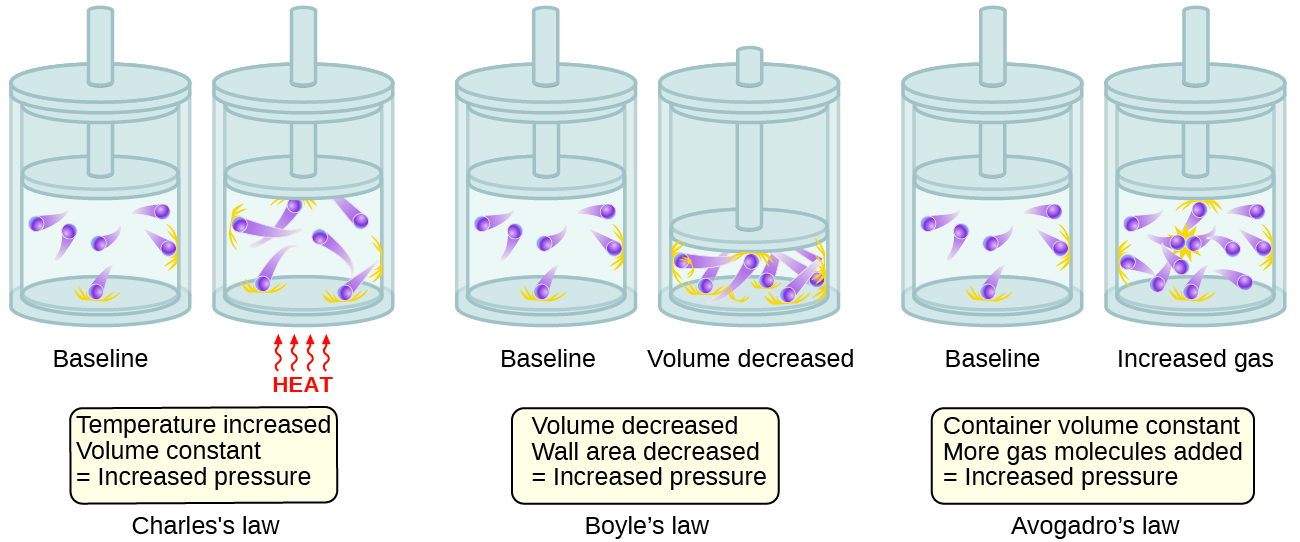 Baseline
HEAT
Temperature increased
Volume constant
= Increased pressure
Charles's law
Baseline
Volume decreased
Volume decreased
Wall area decreased
= Increased pressure
Boyle’s law
Baseline
Increased gas
Container volume constant
More gas molecules added
= Increased pressure
Avogadro’s law